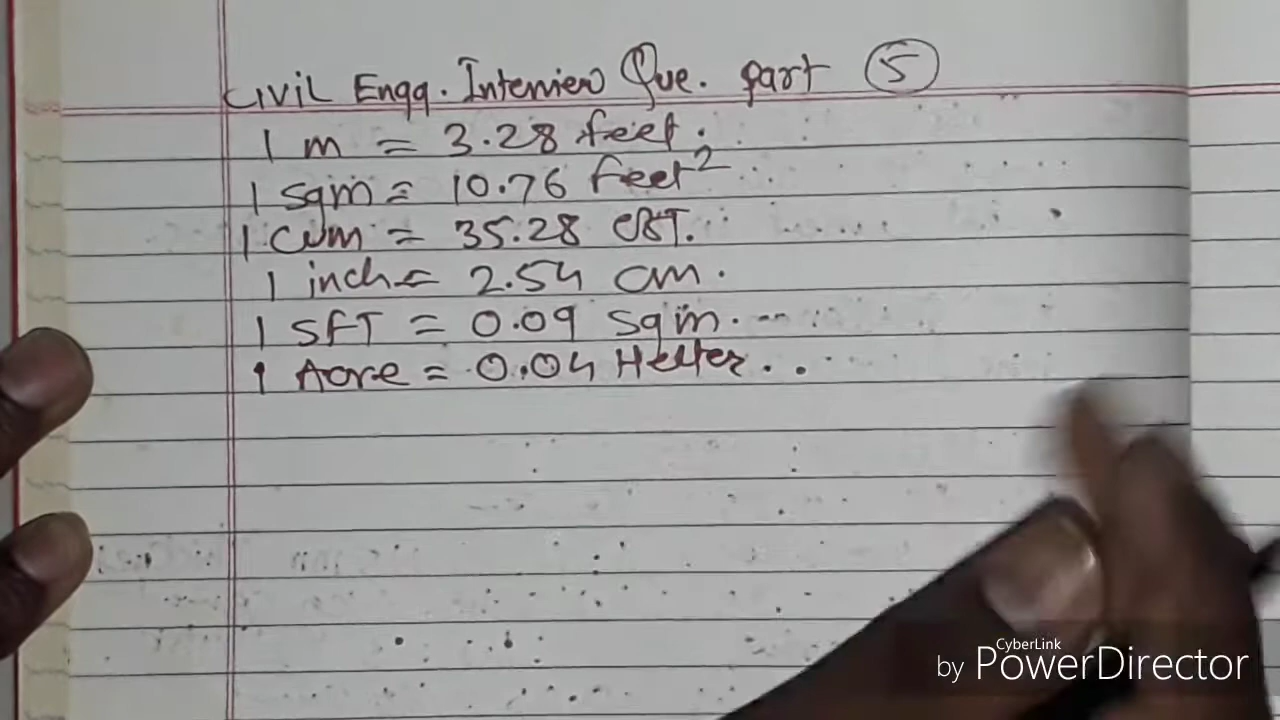 Civil Engg. Interview Que. part 5
1 m = 3.28 feet.
1 sqm = 10.76 feet²
1 cum = 35.28 CBT.
1 inch = 2.54 cm.
1 SFT = 0.09 sqm.
1 Acre = 0.04 Hecter..
CyberLink
by PowerDirector